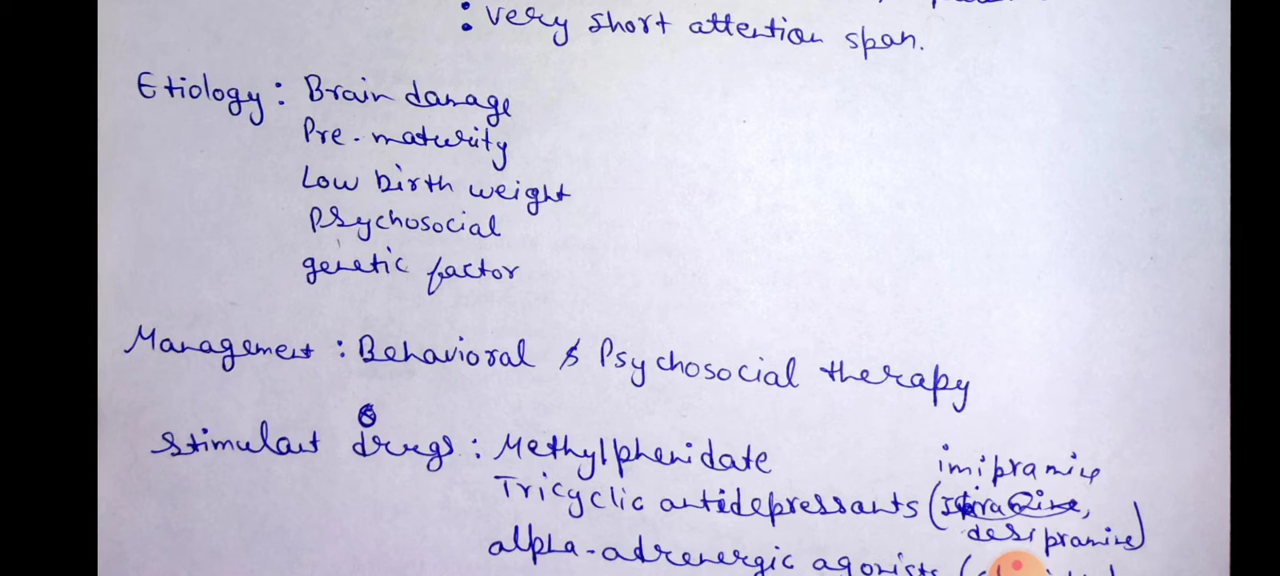 : very short attention span.
Etiology : Brain damage
Pre-maturity
Low birth weight
Psychosocial
genetic factor
Management : Behavioral & Psychosocial therapy
Stimulant drugs : Methylphenidate
imipramine
Tricyclic antidepressants (
desipramine)
alpha-adrenergic agonists (